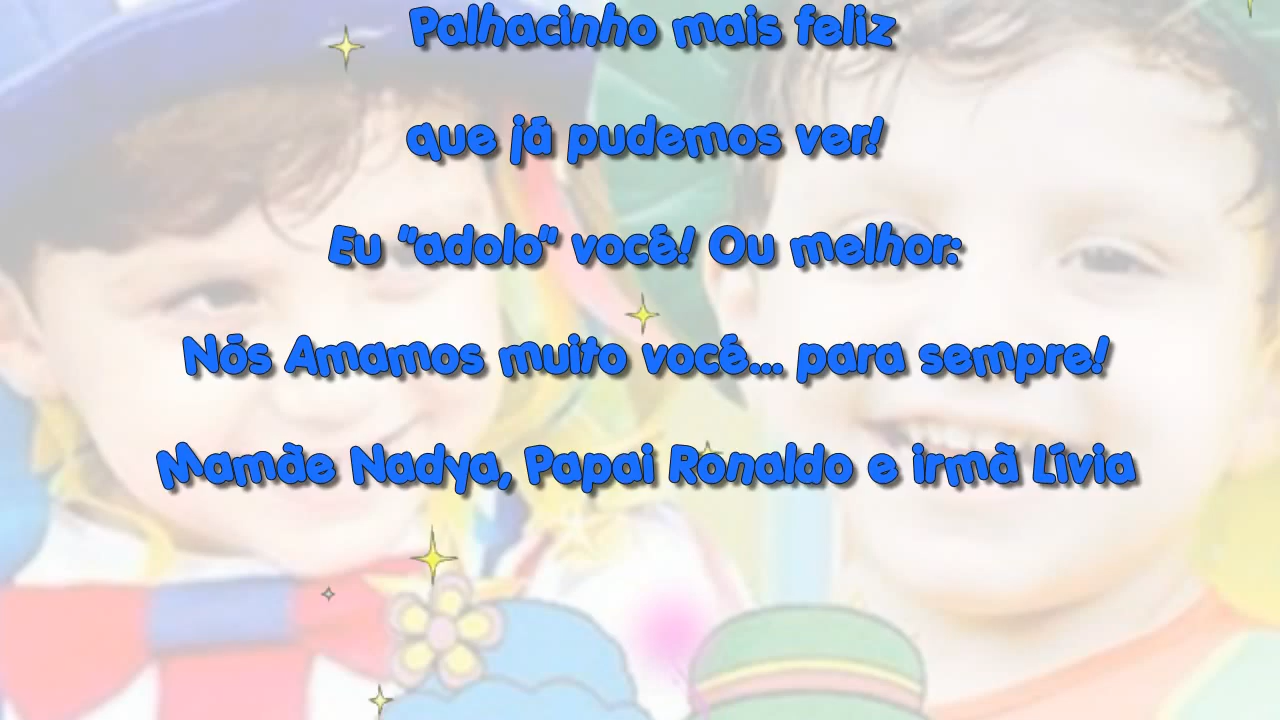 Palhacinho mais feliz
que já pudemos ver!
Eu "adolo" você! Ou melhor:
Nós Amamos muito você... para sempre!
Mamãe Nadya, Papai Ronaldo e irmã Lívia